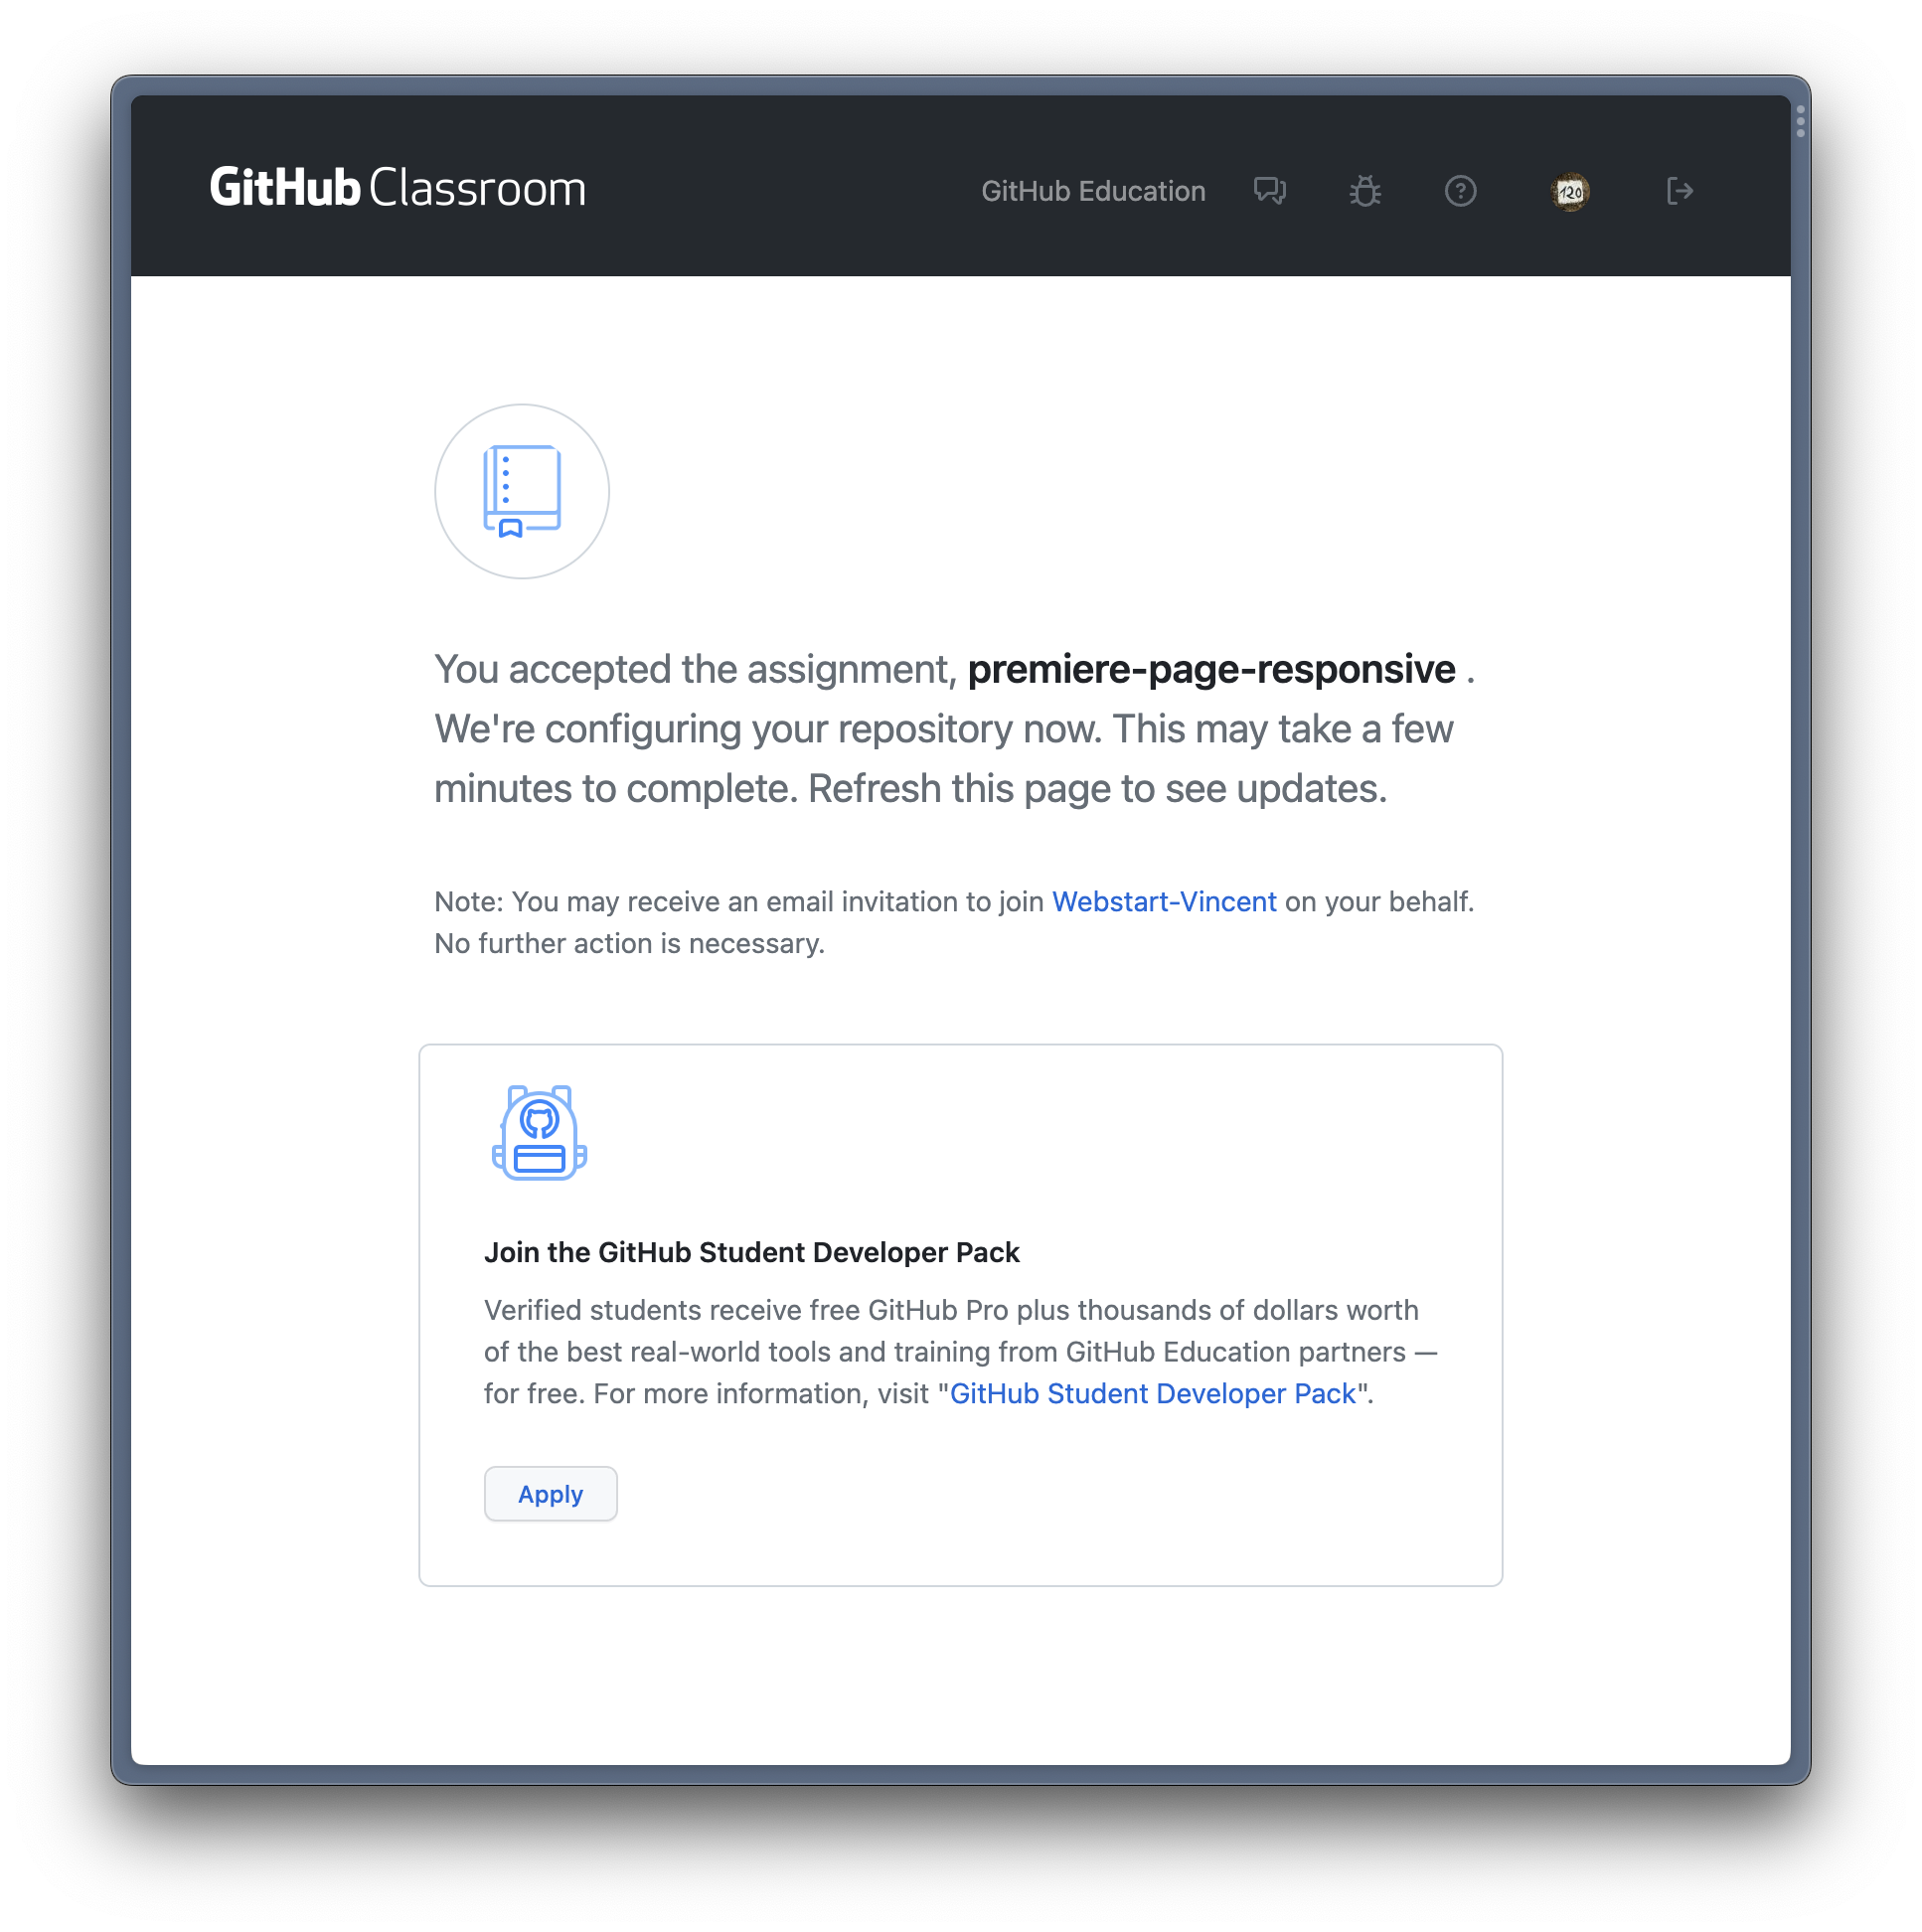 GitHub Classroom
GitHub Education
120
You accepted the assignment, premiere-page-responsive .
We're configuring your repository now. This may take a few
minutes to complete. Refresh this page to see updates.
Note: You may receive an email invitation to join Webstart-Vincent on your behalf.
No further action is necessary.
Join the GitHub Student Developer Pack
Verified students receive free GitHub Pro plus thousands of dollars worth
of the best real-world tools and training from GitHub Education partners —
for free. For more information, visit "GitHub Student Developer Pack".
Apply